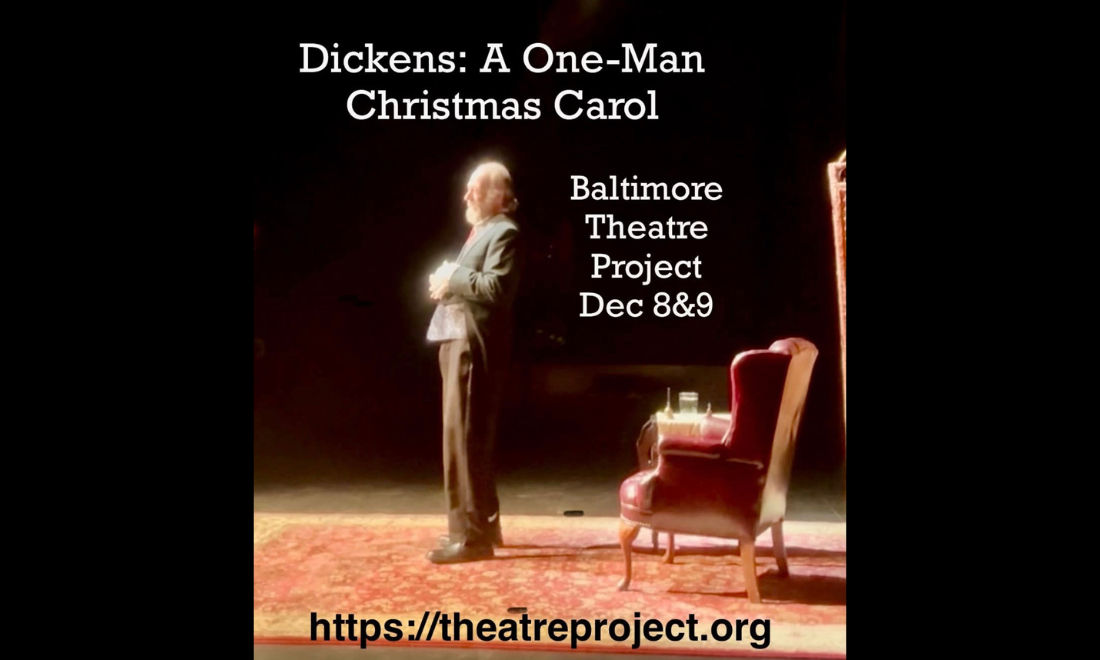 Dickens: A One-Man
Christmas Carol
Baltimore
Theatre
Project
Dec 8&9
https://theatreproject.org